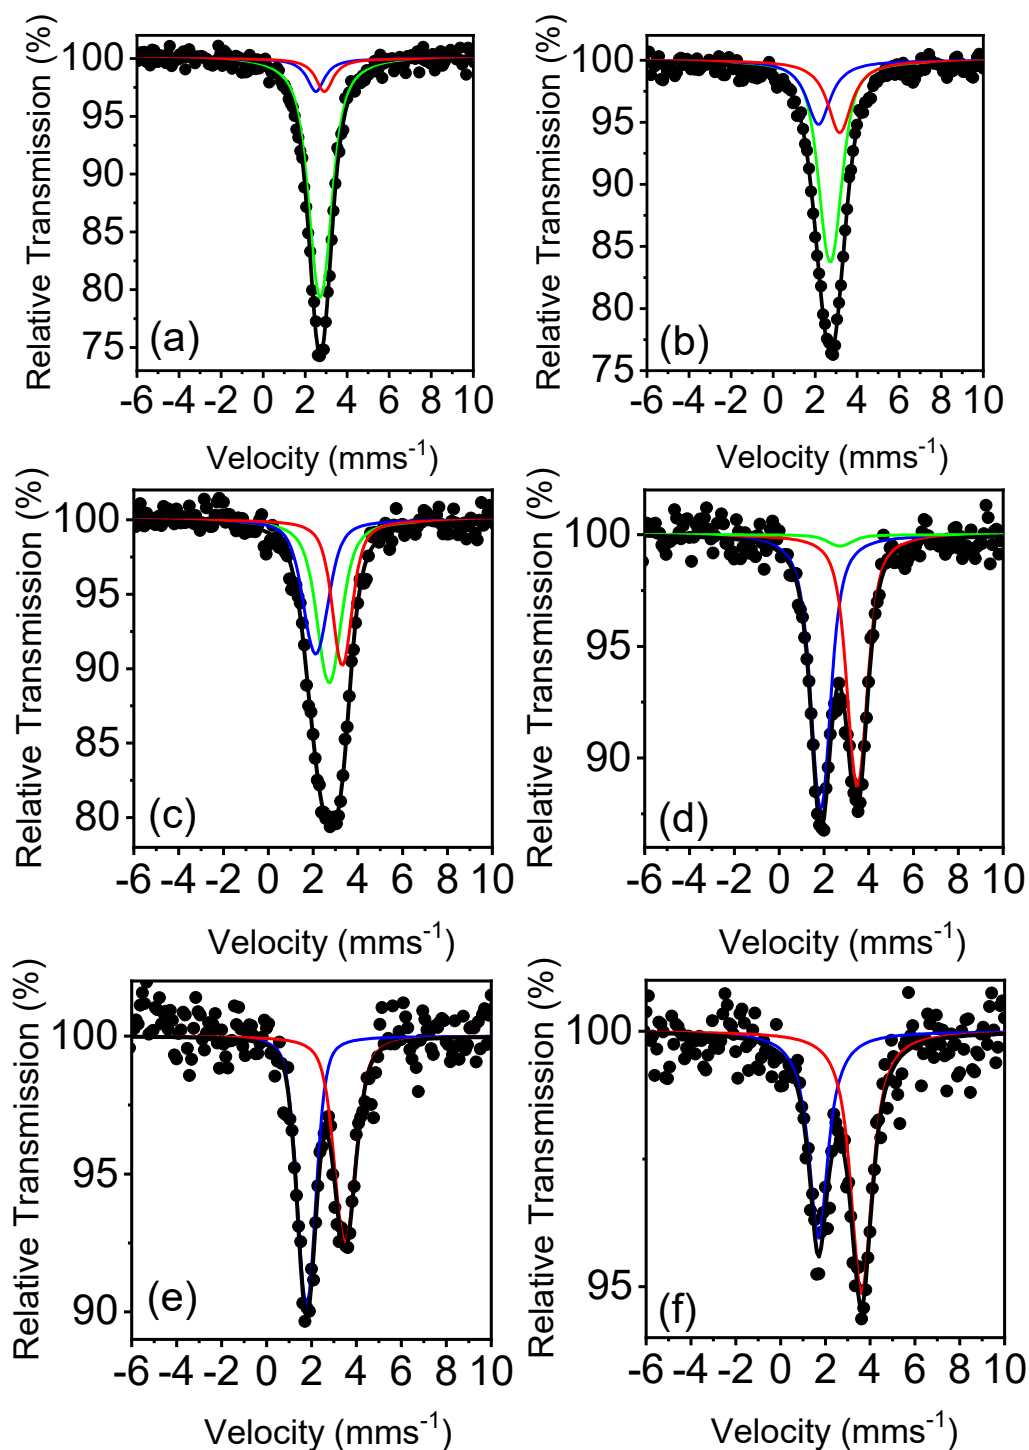 Relative Transmission (%)
100
95
90
85
80
75
(a)
-6 -4 -2 0 2 4 6 8 10
Velocity (mms-1)
Relative Transmission (%)
100
95
90
85
80
75
(b)
-6 -4 -2 0 2 4 6 8 10
Velocity (mms-1)
Relative Transmission (%)
100
95
90
85
80
(c)
-6 -4 -2 0 2 4 6 8 10
Velocity (mms-1)
Relative Transmission (%)
100
95
90
(d)
-6 -4 -2 0 2 4 6 8 10
Velocity (mms-1)
Relative Transmission (%)
100
95
90
(e)
-6 -4 -2 0 2 4 6 8 10
Velocity (mms-1)
Relative Transmission (%)
100
95
(f)
-6 -4 -2 0 2 4 6 8 10
Velocity (mms-1)